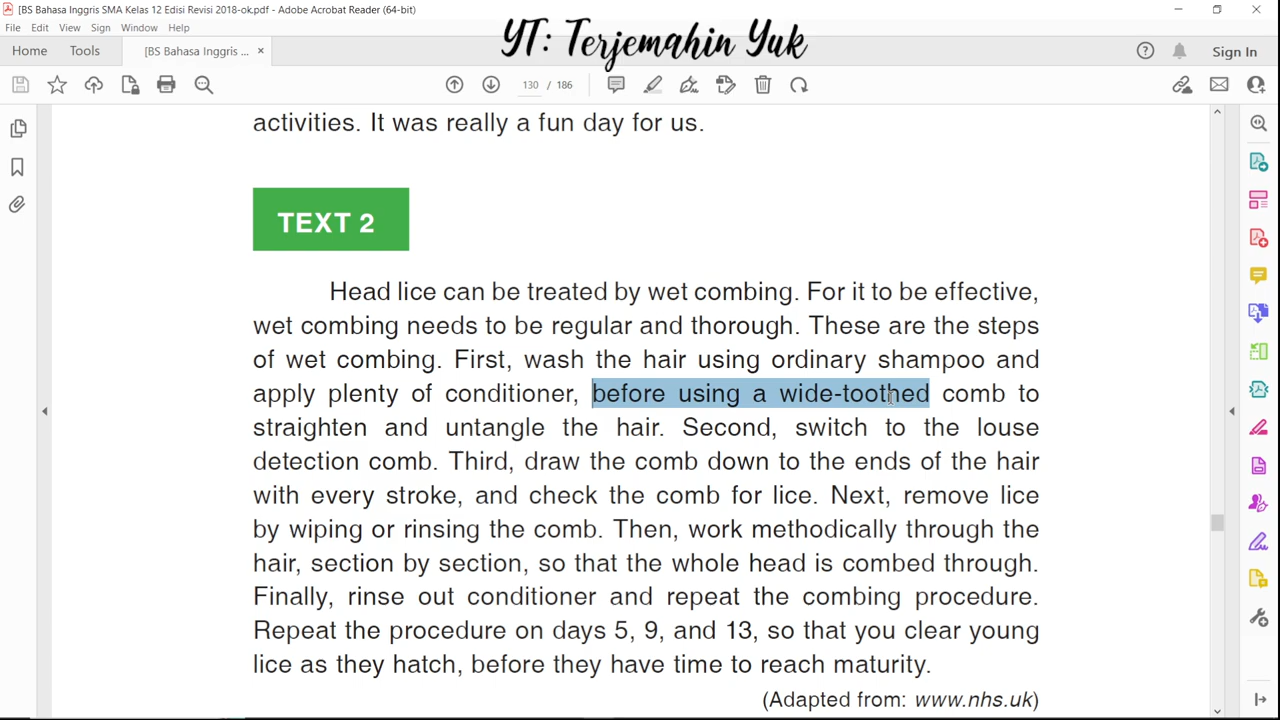 [BS Bahasa Inggris SMA Kelas 12 Edisi Revisi 2018-ok.pdf - Adobe Acrobat Reader (64-bit)
YT: Terjemahin Yuk
File Edit View Sign Window Help
Home Tools [BS Bahasa Inggris ... × Sign In
130 / 186
activities. It was really a fun day for us.
TEXT 2
Head lice can be treated by wet combing. For it to be effective,
wet combing needs to be regular and thorough. These are the steps
of wet combing. First, wash the hair using ordinary shampoo and
apply plenty of conditioner, before using a wide-toothed comb to
straighten and untangle the hair. Second, switch to the louse
detection comb. Third, draw the comb down to the ends of the hair
with every stroke, and check the comb for lice. Next, remove lice
by wiping or rinsing the comb. Then, work methodically through the
hair, section by section, so that the whole head is combed through.
Finally, rinse out conditioner and repeat the combing procedure.
Repeat the procedure on days 5, 9, and 13, so that you clear young
lice as they hatch, before they have time to reach maturity.
(Adapted from: www.nhs.uk)